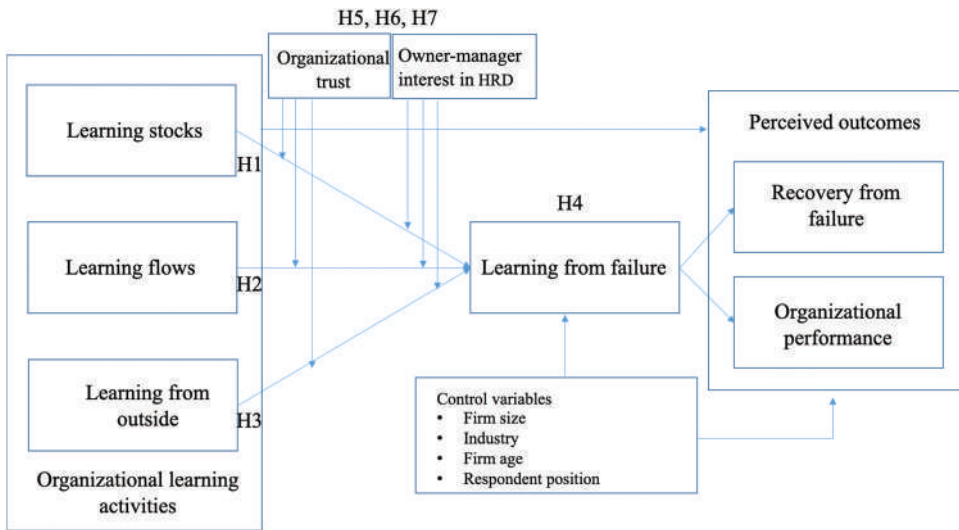 H5, H6, H7
Organizational
trust
Owner-manager
interest in HRD
Learning stocks
H1
Learning flows
H2
Learning from
outside
H3
Organizational learning
activities
H4
Learning from failure
Control variables
• Firm size
• Industry
• Firm age
• Respondent position
Perceived outcomes
Recovery from
failure
Organizational
performance